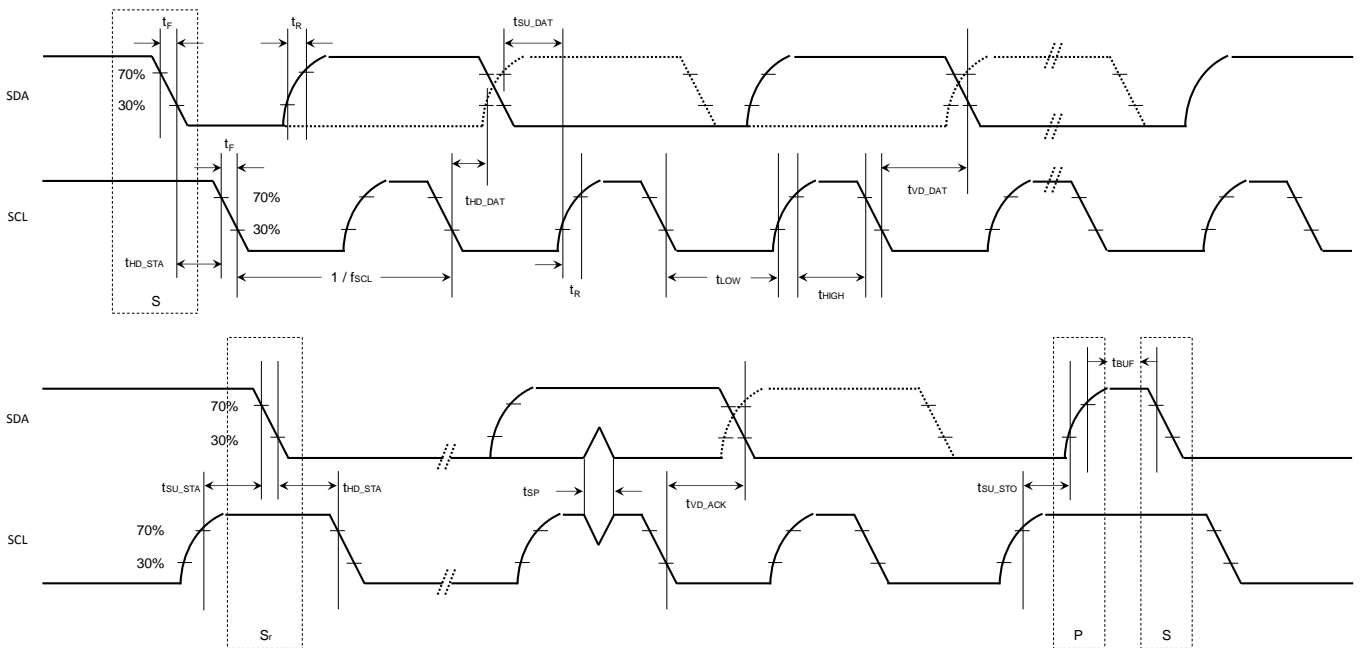 tF
tR
tSU_DAT
70%
SDA
30%
tF
tHD_DAT
tVD_DAT
70%
SCL
30%
tHD_STA
1 / fSCL
tLOW
tR
tHIGH
S
tBUF
70%
SDA
30%
tSU_STA
tHD_STA
tSP
tVD_ACK
tSU_STO
70%
SCL
30%
Sr
P
S